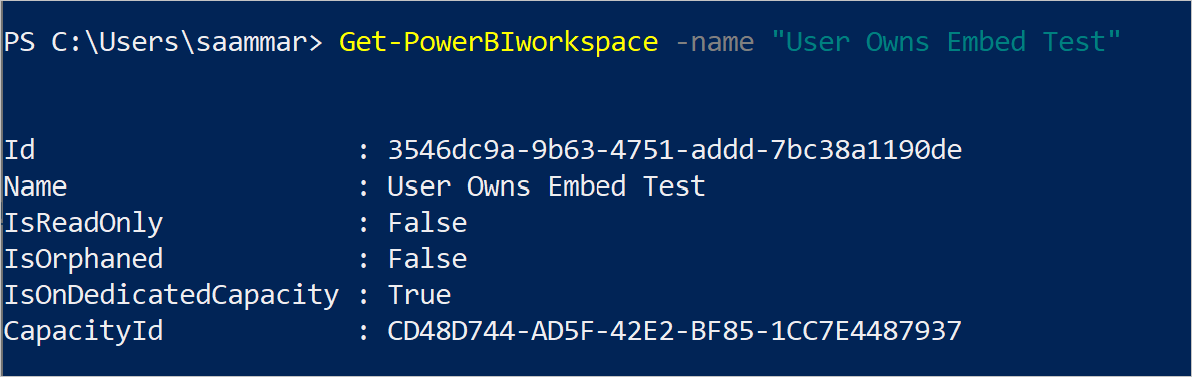 PS C:\Users\saammar> Get-PowerBIworkspace -name "User Owns Embed Test"
Id : 3546dc9a-9b63-4751-addd-7bc38a1190de
Name : User Owns Embed Test
IsReadOnly : False
IsOrphaned : False
IsOnDedicatedCapacity : True
CapacityId : CD48D744-AD5F-42E2-BF85-1CC7E4487937